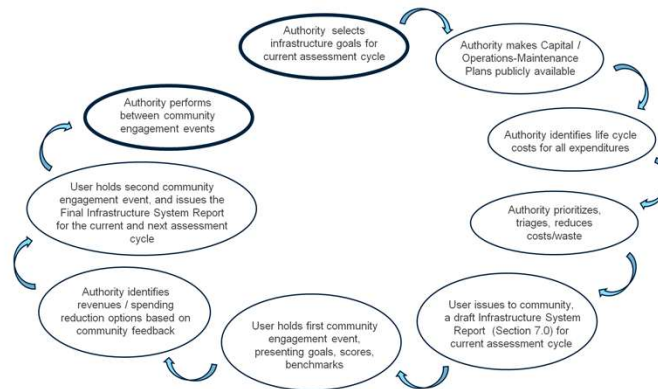 Authority selects
infrastructure goals for
current assessment cycle
Authority makes Capital /
Operations-Maintenance
Plans publicly available
Authority identifies life cycle
costs for all expenditures
Authority prioritizes,
triages, reduces
costs/waste
User issues to community,
a draft Infrastructure System
Report (Section 7.0) for
current assessment cycle
User holds first community
engagement event,
presenting goals, scores,
benchmarks
Authority identifies
revenues / spending
reduction options based on
community feedback
User holds second community
engagement event, and issues the
Final Infrastructure System Report
for the current and next assessment
cycle
Authority performs
between community
engagement events